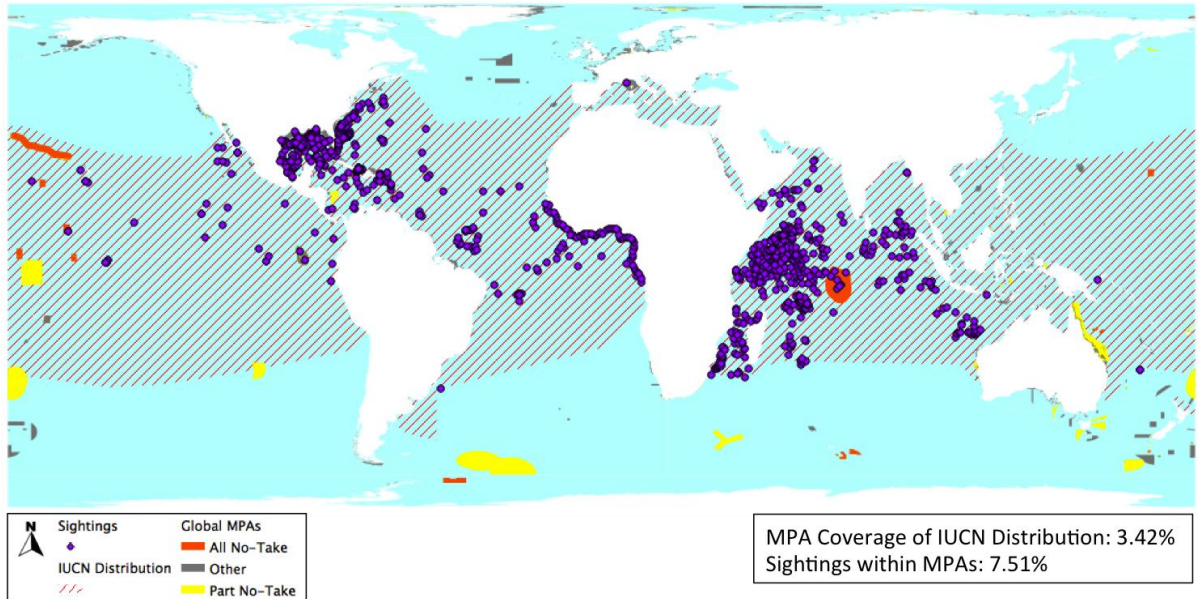 N
Sightings
IUCN Distribution
Global MPAs
All No-Take
Other
Part No-Take
MPA Coverage of IUCN Distribution: 3.42%
Sightings within MPAs: 7.51%